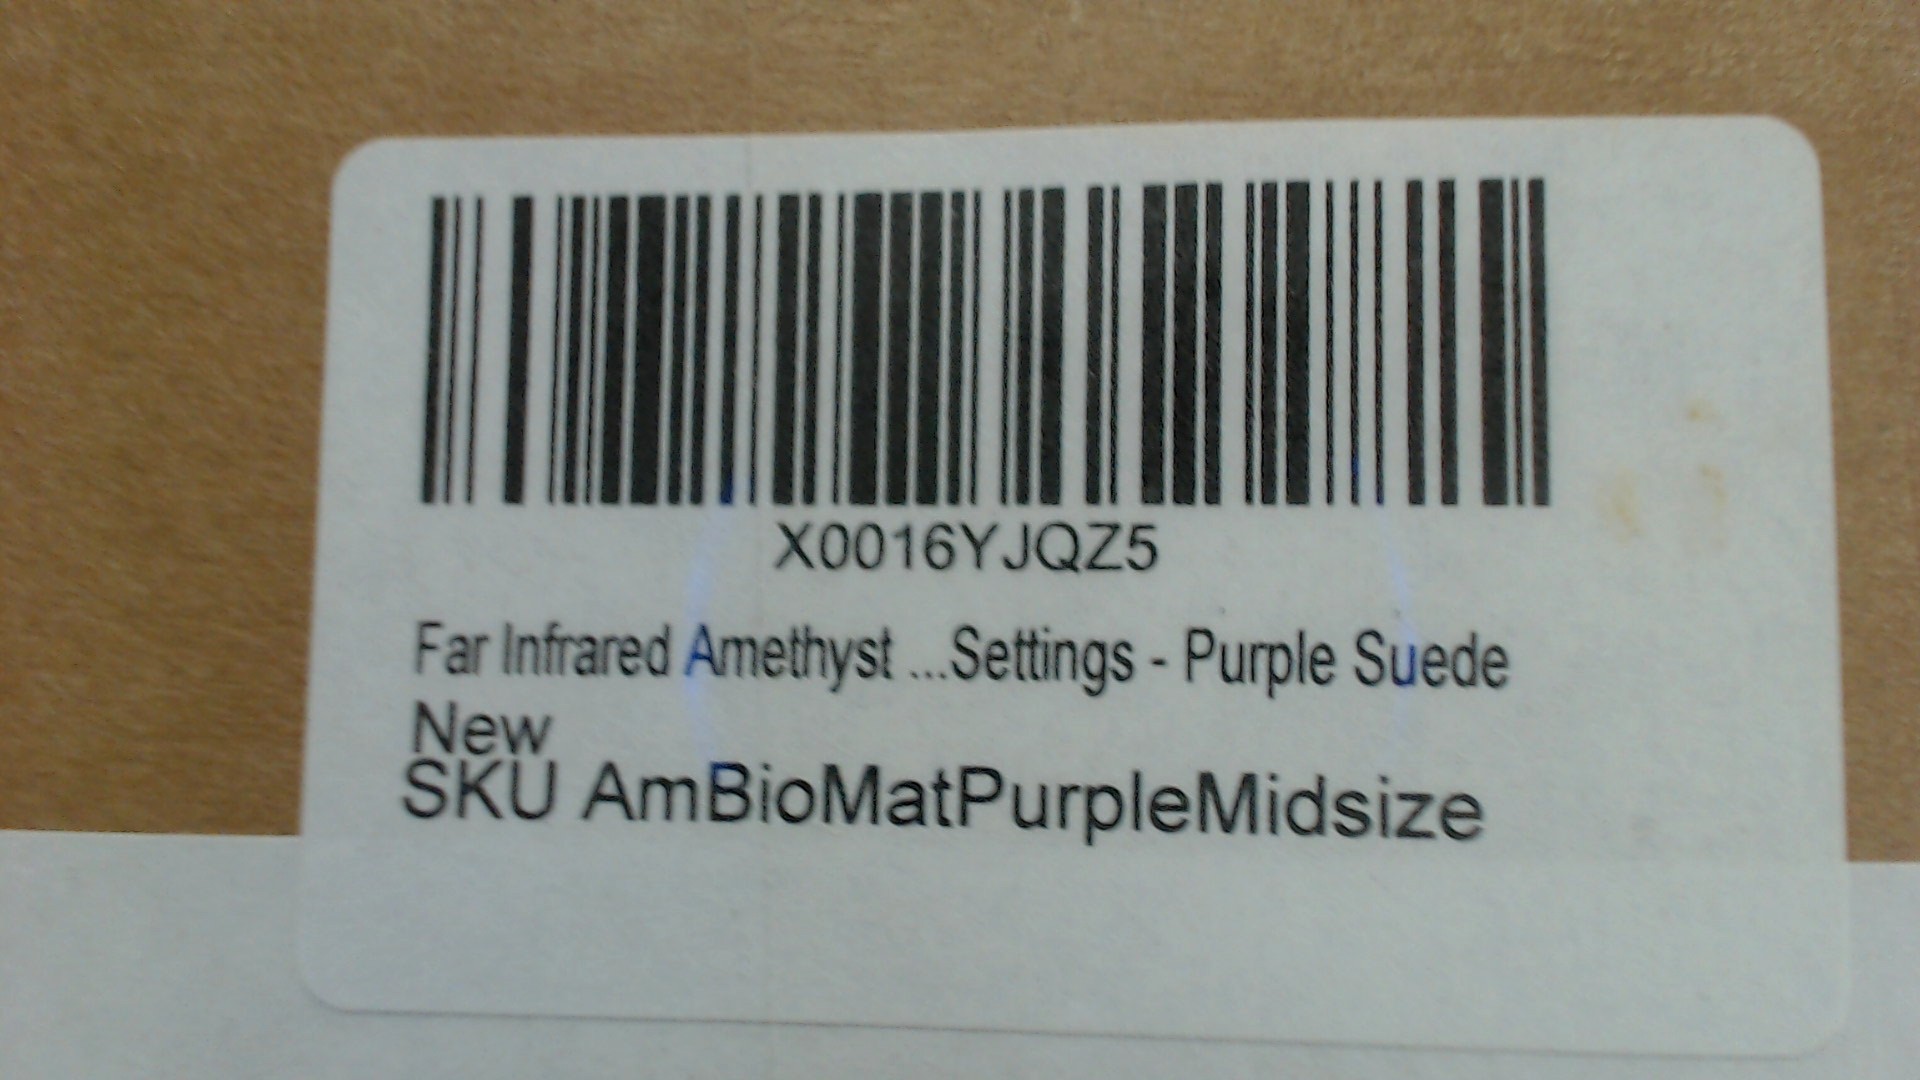 X0016YJQZ5
Far Infrared Amethyst ...Settings - Purple Suede
New
SKU AmBioMatPurpleMidsize